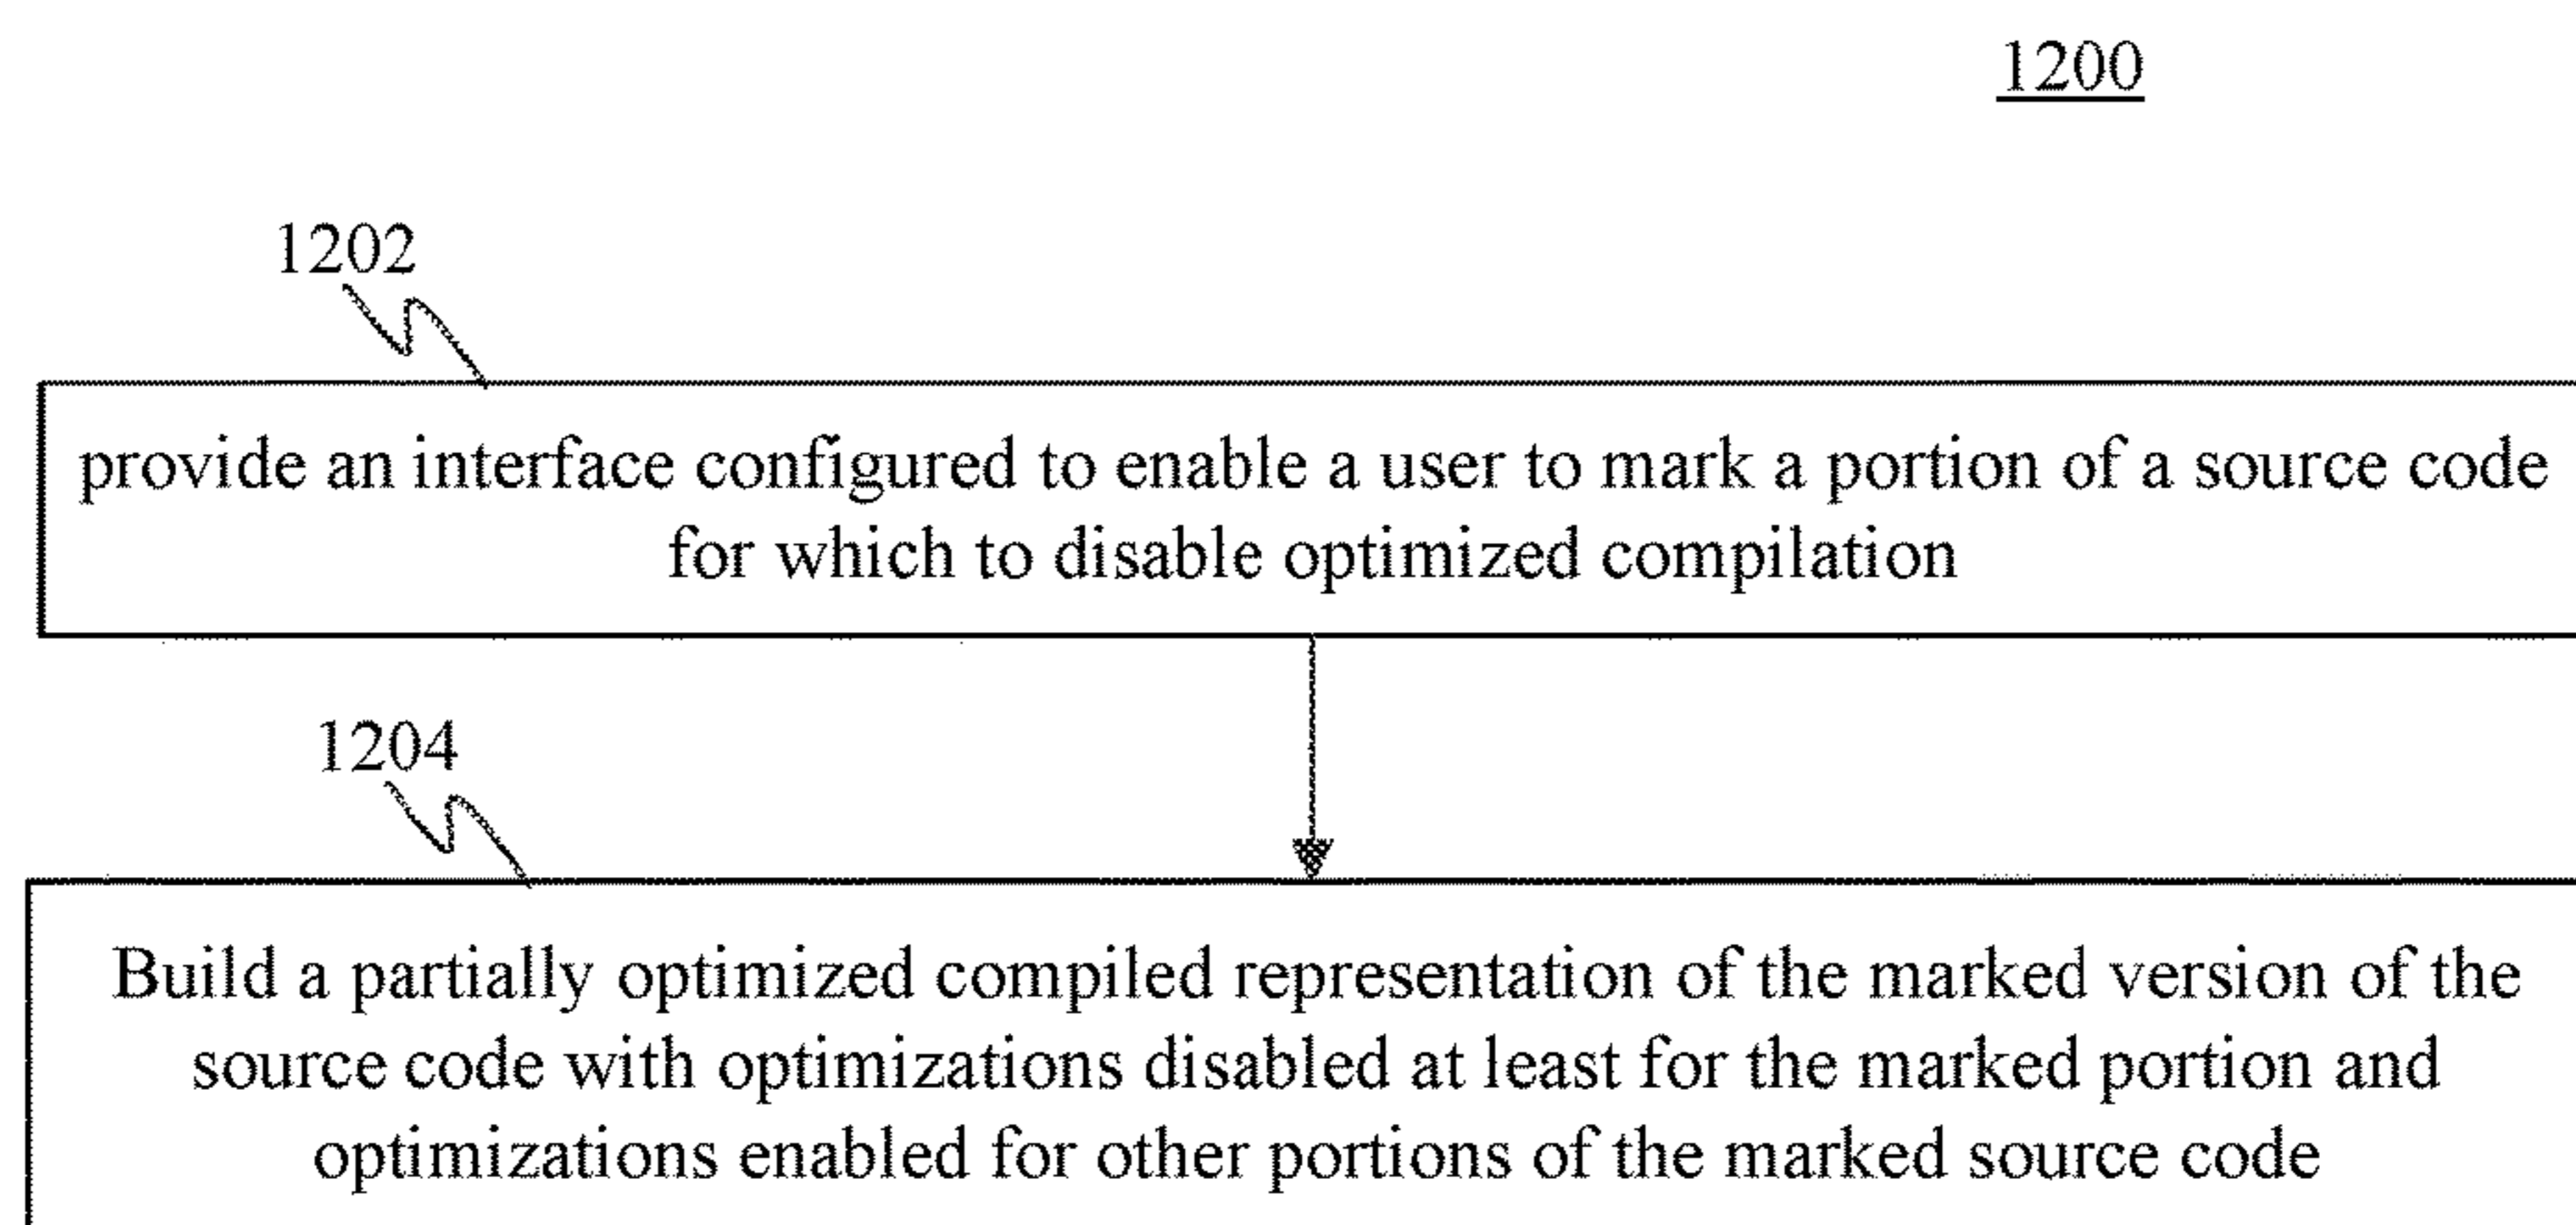 1200
1202
provide an interface configured to enable a user to mark a portion of a source code
for which to disable optimized compilation
1204
Build a partially optimized compiled representation of the marked version of the
source code with optimizations disabled at least for the marked portion and
optimizations enabled for other portions of the marked source code